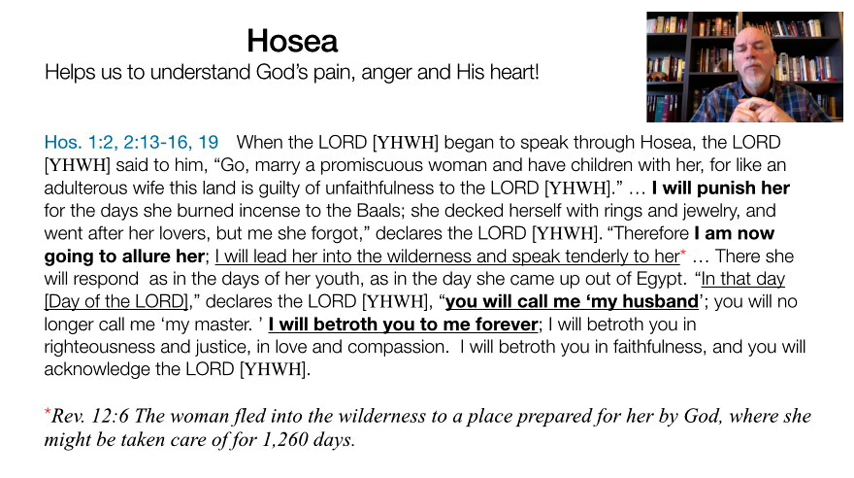 Hosea
Helps us to understand God's pain, anger and His heart!
Hos. 1:2, 2:13-16, 19 When the LORD [YHWH] began to speak through Hosea, the LORD
[YHWH] said to him, “Go, marry a promiscuous woman and have children with her, for like an
adulterous wife this land is guilty of unfaithfulness to the LORD [YHWH].” … I will punish her
for the days she burned incense to the Baals; she decked herself with rings and jewelry, and
went after her lovers, but me she forgot,” declares the LORD [YHWH]. “Therefore I am now
going to allure her; I will lead her into the wilderness and speak tenderly to her* … There she
will respond as in the days of her youth, as in the day she came up out of Egypt. “In that day
[Day of the LORD],” declares the LORD [YHWH], “you will call me ‘my husband’; you will no
longer call me ‘my master. ’ I will betroth you to me forever; I will betroth you in
righteousness and justice, in love and compassion. I will betroth you in faithfulness, and you will
acknowledge the LORD [YHWH].
*Rev. 12:6 The woman fled into the wilderness to a place prepared for her by God, where she
might be taken care of for 1,260 days.